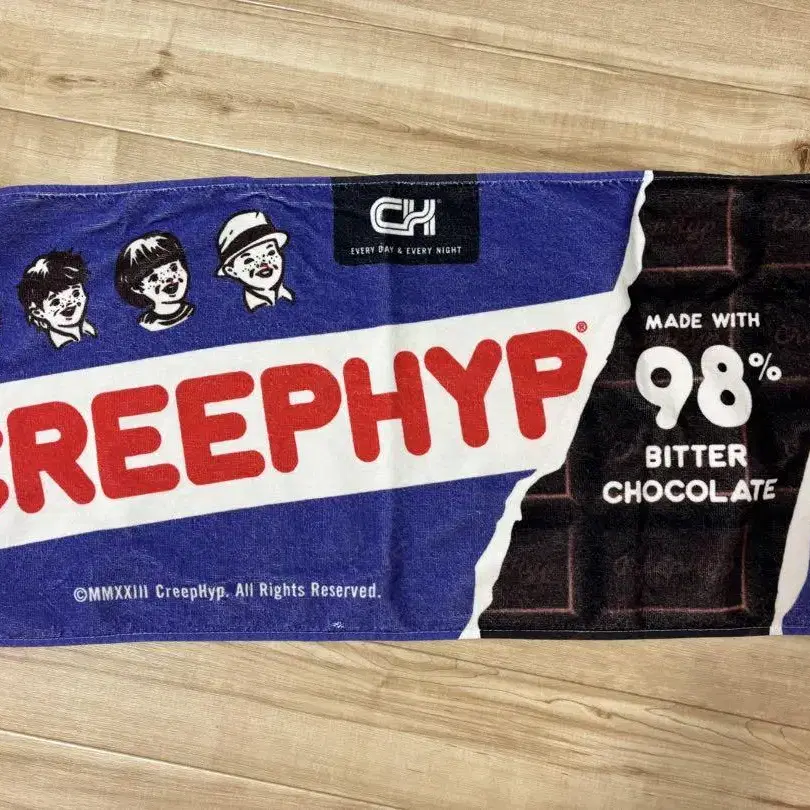 CH
EVERY DAY & EVERY NIGHT
CREEPHYP®
MADE WITH
98%
BITTER
CHOCOLATE
©MMXXIII CreepHyp. All Rights Reserved.